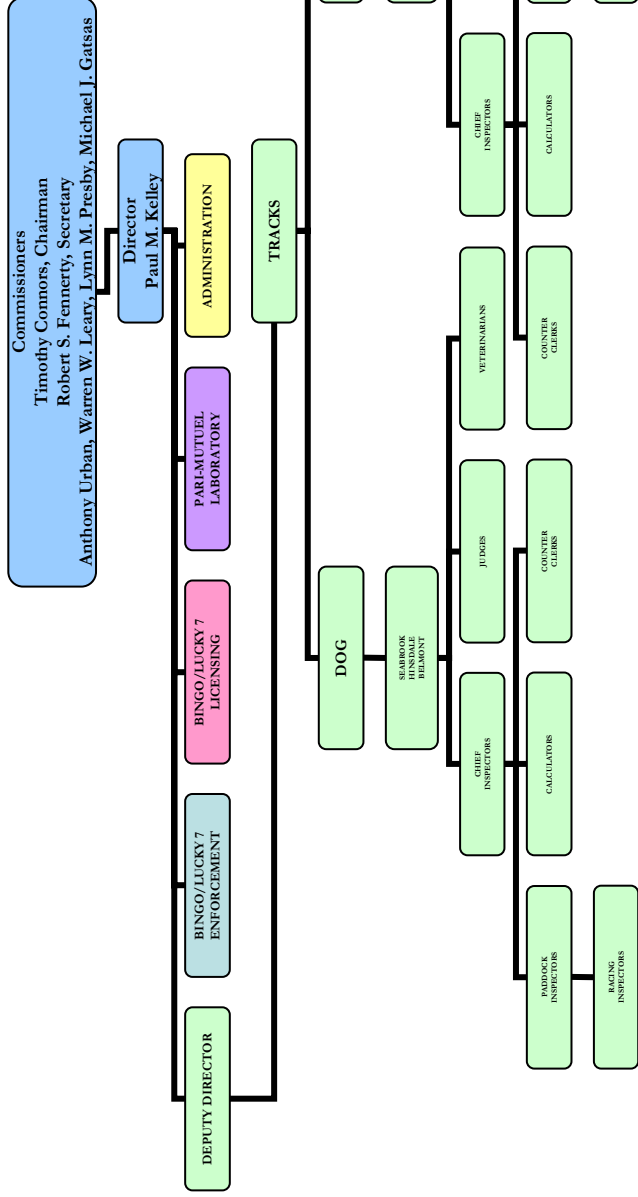 Commissioners
Timothy Connors, Chairman
Robert S. Fennerty, Secretary
Anthony Urban, Warren W. Leary, Lynn M. Presby, Michael J. Gatsas
Director
Paul M. Kelley
DEPUTY DIRECTOR
BINGO/LUCKY 7
ENFORCEMENT
BINGO/LUCKY 7
LICENSING
PARI-MUTUEL
LABORATORY
ADMINISTRATION
TRACKS
DOG
SEABROOK
HINSDALE
BELMONT
CHIEF
INSPECTORS
JUDGES
VETERINARIANS
CHIEF
INSPECTORS
PADDOCK
INSPECTORS
CALCULATORS
COUNTER
CLERKS
COUNTER
CLERKS
CALCULATORS
RACING
INSPECTORS